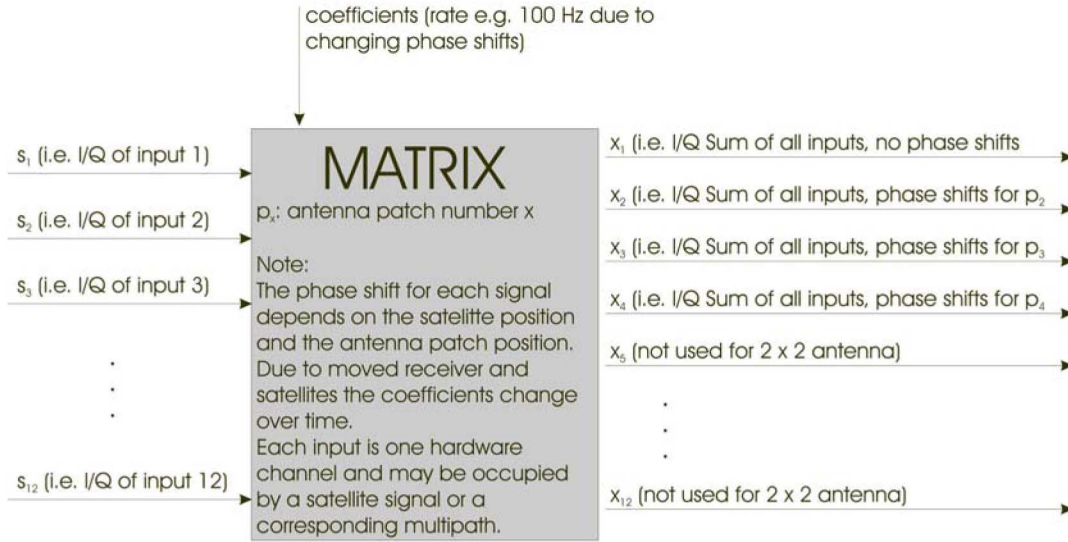 coefficients (rate e.g. 100 Hz due to
changing phase shifts)
s₁ (i.e. I/Q of input 1)
s₂ (i.e. I/Q of input 2)
s₃ (i.e. I/Q of input 3)
.
.
.
s₁₂ (i.e. I/Q of input 12)
MATRIX
pₓ: antenna patch number x
Note:
The phase shift for each signal
depends on the satelitte position
and the antenna patch position.
Due to moved receiver and
satellites the coefficients change
over time.
Each input is one hardware
channel and may be occupied
by a satellite signal or a
corresponding multipath.
x₁ (i.e. I/Q Sum of all inputs, no phase shifts
x₂ (i.e. I/Q Sum of all inputs, phase shifts for p₂
x₃ (i.e. I/Q Sum of all inputs, phase shifts for p₃
x₄ (i.e. I/Q Sum of all inputs, phase shifts for p₄
x₅ (not used for 2 x 2 antenna)
.
.
.
x₁₂ (not used for 2 x 2 antenna)